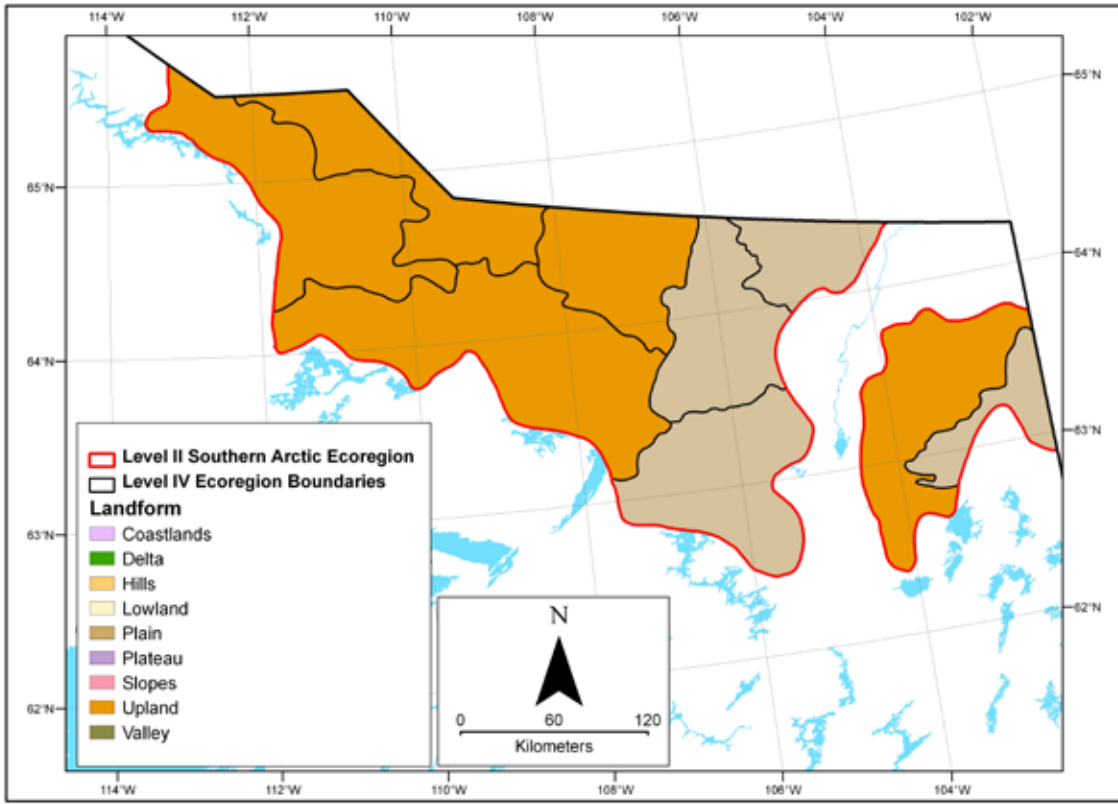 114°W 112°W 110°W 108°W 106°W 104°W 102°W
65°N
65°N
64°N
64°N
63°N
63°N
62°N
62°N
Level II Southern Arctic Ecoregion
Level IV Ecoregion Boundaries
Landform
Coastlands
Delta
Hills
Lowland
Plain
Plateau
Slopes
Upland
Valley
N
0 60 120
Kilometers
114°W 112°W 110°W 108°W 106°W 104°W